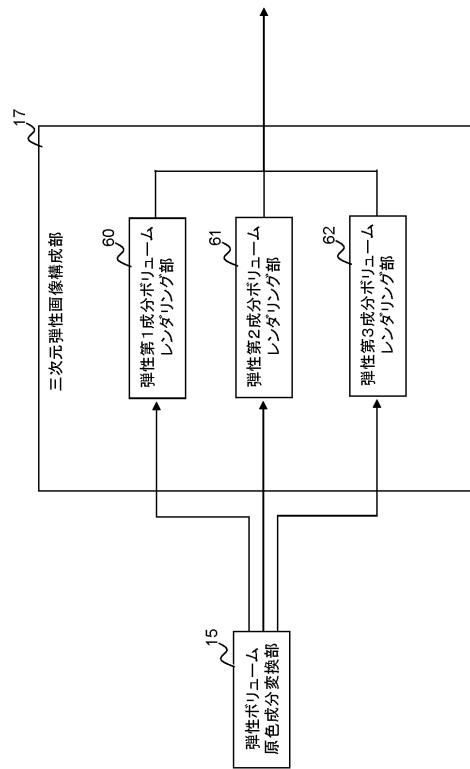 17
三次元弾性画像構成部
60
弾性第1成分ボリューム
レンダリング部
61
弾性第2成分ボリューム
レンダリング部
62
弾性第3成分ボリューム
レンダリング部
15
弾性ボリューム
原色成分変換部